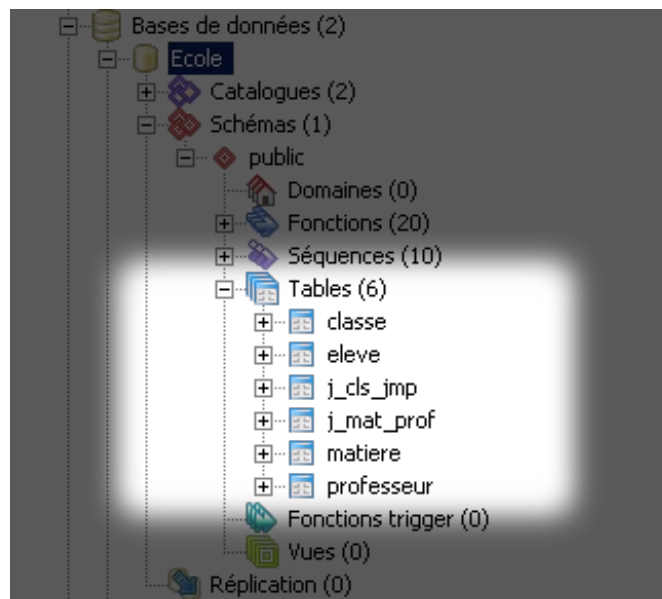 Bases de données (2)
Ecole
Catalogues (2)
Schémas (1)
public
Domaines (0)
Fonctions (20)
Séquences (10)
Tables (6)
classe
eleve
j_cls_jmp
j_mat_prof
matiere
professeur
Fonctions trigger (0)
Vues (0)
Réplication (0)